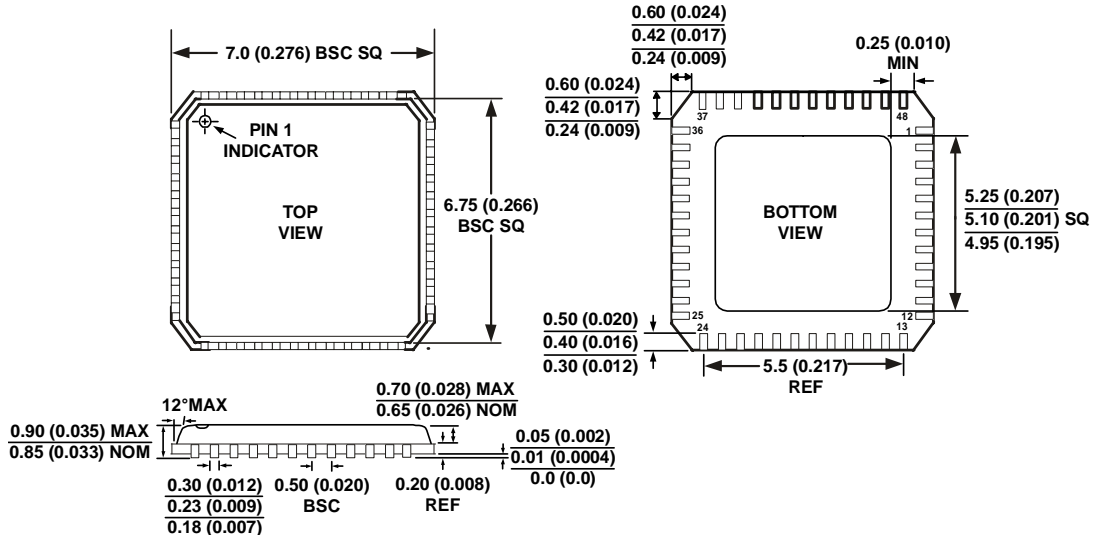 7.0 (0.276) BSC SQ
PIN 1
INDICATOR
TOP
VIEW
6.75 (0.266)
BSC SQ
0.60 (0.024)
0.42 (0.017)
0.24 (0.009)
0.25 (0.010)
MIN
0.60 (0.024)
0.42 (0.017)
0.24 (0.009)
37
48
36
1
BOTTOM
VIEW
5.25 (0.207)
5.10 (0.201) SQ
4.95 (0.195)
25
12
24
13
0.50 (0.020)
0.40 (0.016)
0.30 (0.012)
5.5 (0.217)
REF
12°MAX
0.70 (0.028) MAX
0.65 (0.026) NOM
0.90 (0.035) MAX
0.85 (0.033) NOM
0.05 (0.002)
0.01 (0.0004)
0.0 (0.0)
0.30 (0.012)
0.23 (0.009)
0.18 (0.007)
0.50 (0.020)
BSC
0.20 (0.008)
REF